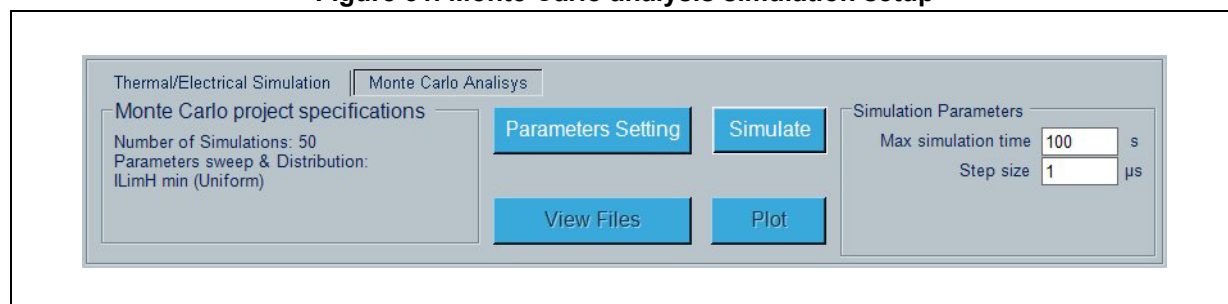 Thermal/Electrical Simulation
Monte Carlo Analisys
Monte Carlo project specifications
Number of Simulations: 50
Parameters sweep & Distribution:
ILimH min (Uniform)
Parameters Setting
Simulate
View Files
Plot
Simulation Parameters
Max simulation time 100 s
Step size 1 µs